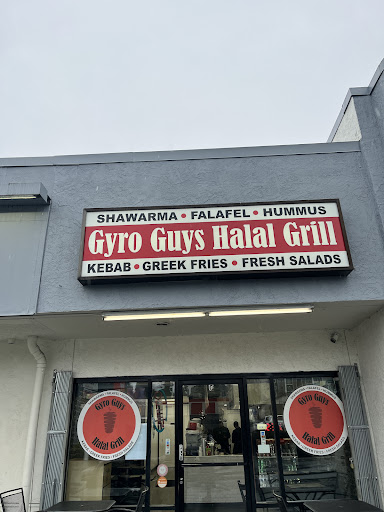 SHAWARMA • FALAFEL • HUMMUS
Gyro Guys Halal Grill
KEBAB • GREEK FRIES • FRESH SALADS
Gyro Guys
Halal Grill
Gyro Guys
Halal Grill